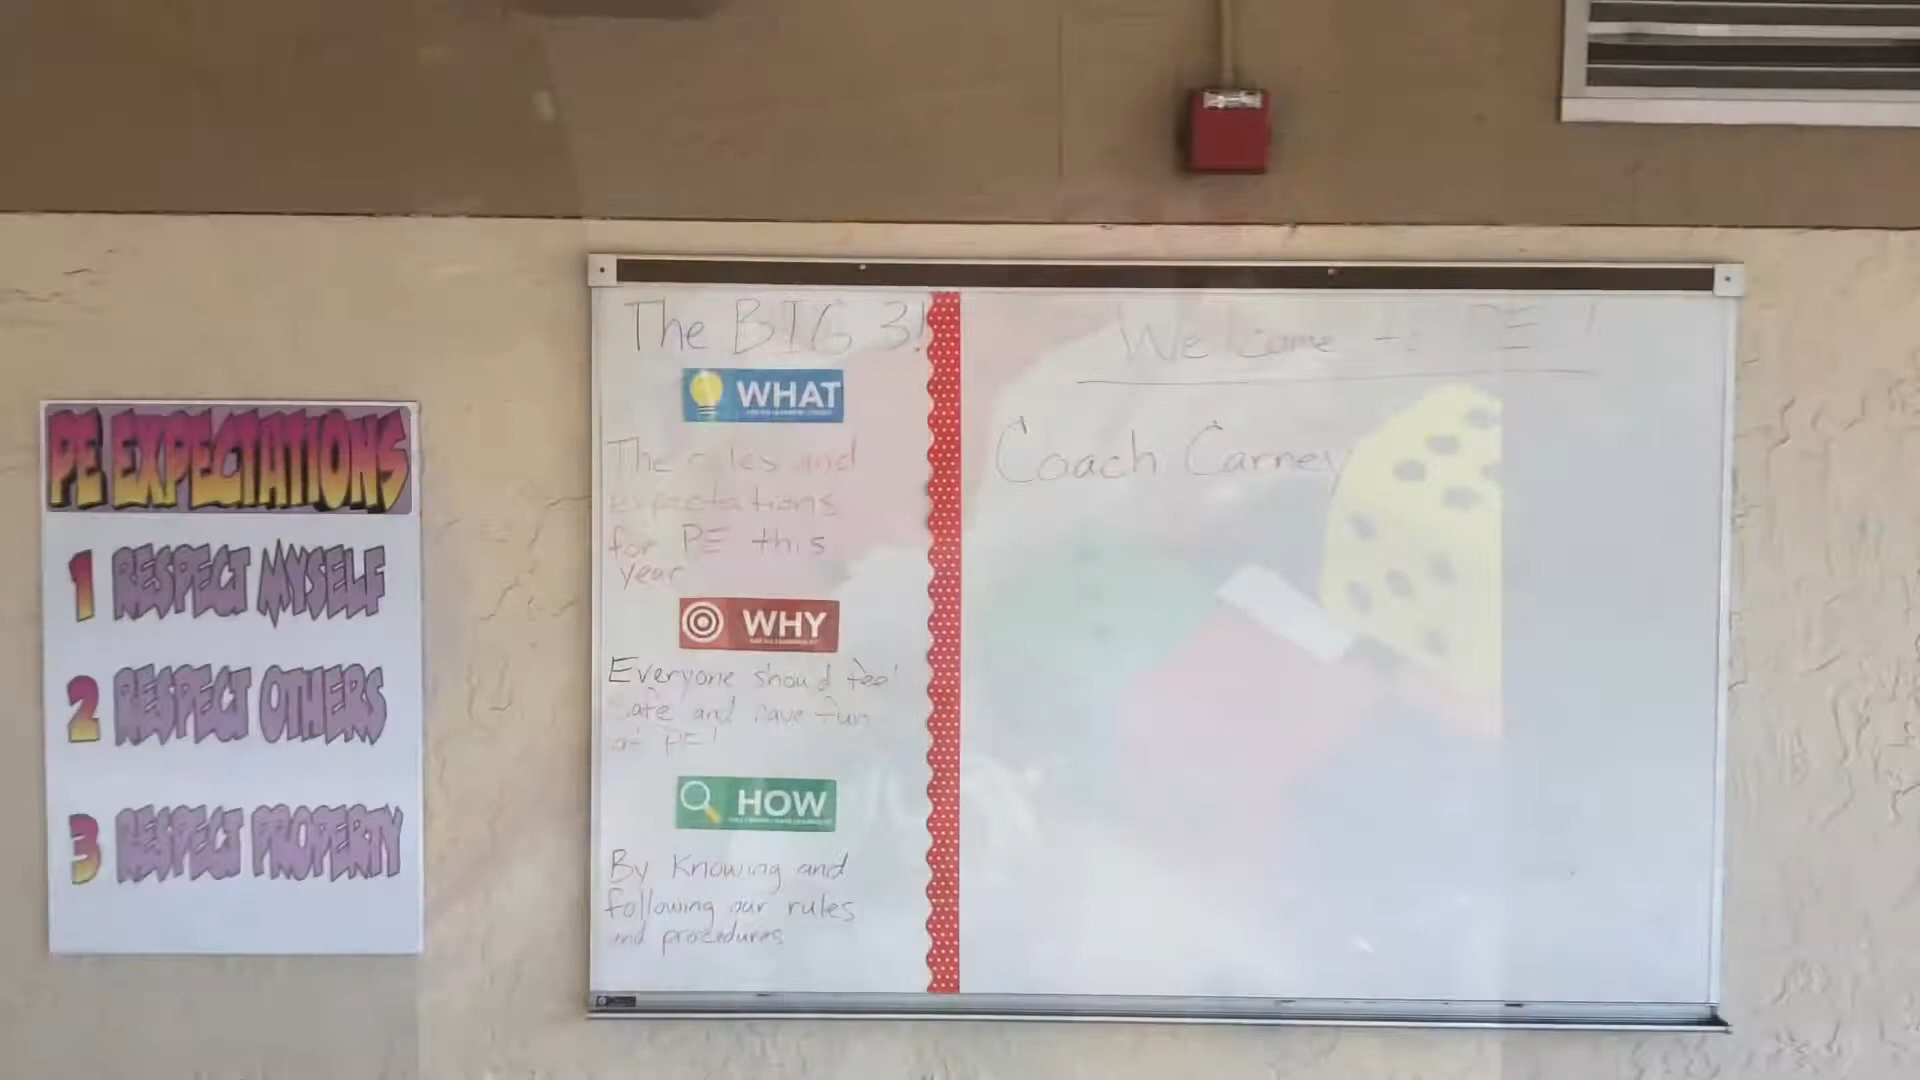 PE EXPECTATIONS
1 RESPECT MYSELF
2 RESPECT OTHERS
3 RESPECT PROPERTY
The BIG 3!
WHAT
The rules and
expectations
for PE this
year
WHY
Everyone should feel
safe and have fun
at PE!
HOW
By Knowing and
following our rules
and procedures
Welcome PE!
Coach Carney